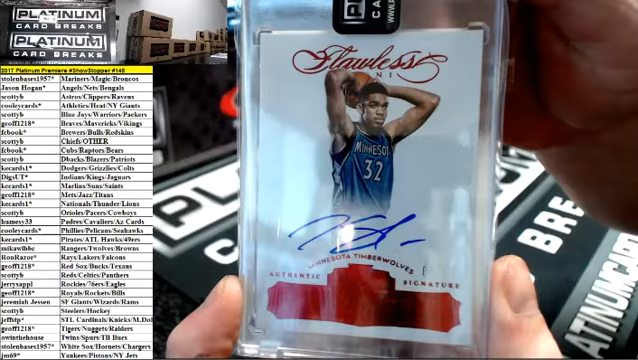 PLATINUM
CARD BREAKS
PLATINUM
CARD BREAKS
2017 Platinum Premiere #ShowStopper #145
stolenbases1957* Mariners/Magic/Broncos
Jason Hogan* Angels/Nets/Bengals
scottyb Astros/Clippers/Ravens
cooleycards* Athletics/Heat/NY Giants
scottyb Blue Jays/Warriors/Packers
geoff1218* Braves/Mavericks/Vikings
fcbook* Brewers/Bulls/Redskins
scottyb Chiefs/OTHER
fcbook* Cubs/Raptors/Bears
scottyb Dbacks/Blazers/Patriots
kecards1* Dodgers/Grizzlies/Colts
DigsUT* Indians/Kings/Jaguars
kecards1* Marlins/Suns/Saints
geoff1218* Mets/Jazz/Titans
kecards1* Nationals/Thunder/Lions
scottyb Orioles/Pacers/Cowboys
bumesy33 Padres/Cavaliers/Az Cards
cooleycards* Phillies/Pelicans/Seahawks
kecards1* Pirates/ATL Hawks/49ers
mikawlbbc Rangers/Twolves/Browns
RonRazor* Rays/Lakers/Falcons
geoff1218* Red Sox/Bucks/Texans
scottyb Reds/Celtics/Panthers
jerrysappl Rockies/76ers/Eagles
geoff1218* Royals/Rockets/Bills
jeremiah Jessen SF Giants/Wizards/Rams
scottyb Steelers/Hockey
jeffstp* STL Cardinals/Knicks/M.Dol
geoff1218* Tigers/Nuggets/Raiders
owinthehouse Twins/Spurs/TB Bucs
stolenbases1957* White Sox/Hornets/Chargers
jm69* Yankees/Pistons/NY Jets
Flawless
MINNESOT
32
MINNESOTA TIMBERWOLVES
AUTHENTIC SIGNATURE